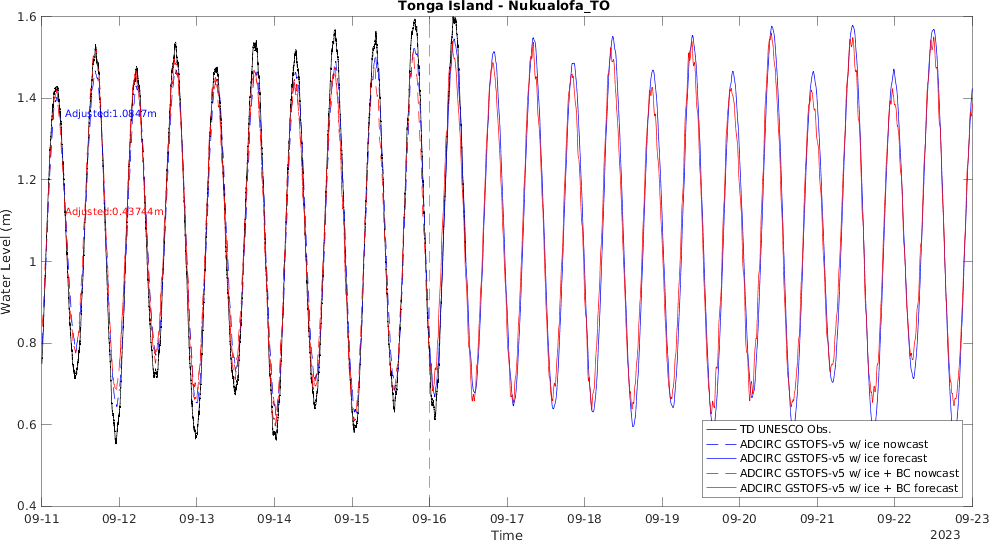 Tonga Island - Nukualofa_TO
1.6
1.4
1.2
1
0.8
0.6
0.4
Water Level (m)
Adjusted:1.0847m
Adjusted:0.43744m
TD UNESCO Obs.
ADCIRC GSTOFS-v5 w/ ice nowcast
ADCIRC GSTOFS-v5 w/ ice forecast
ADCIRC GSTOFS-v5 w/ ice + BC nowcast
ADCIRC GSTOFS-v5 w/ ice + BC forecast
09-11 09-12 09-13 09-14 09-15 09-16 09-17 09-18 09-19 09-20 09-21 09-22 09-23
Time
2023